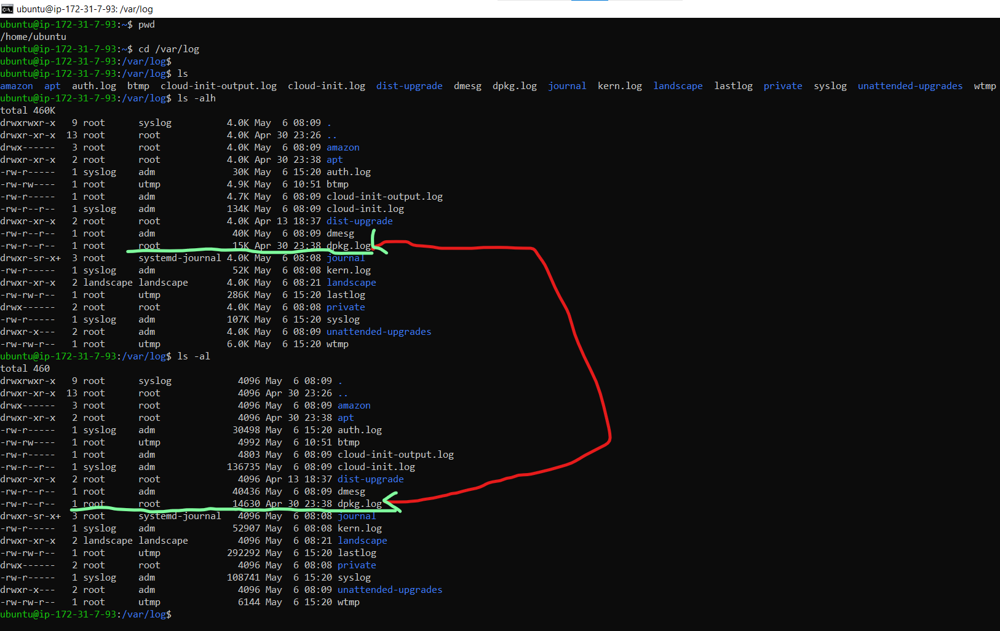 ubuntu@ip-172-31-7-93: /var/log
ubuntu@ip-172-31-7-93:~$ pwd
/home/ubuntu
ubuntu@ip-172-31-7-93:~$ cd /var/log
ubuntu@ip-172-31-7-93:/var/log$
ubuntu@ip-172-31-7-93:/var/log$ ls
amazon  apt  auth.log  btmp  cloud-init-output.log  cloud-init.log  dist-upgrade  dmesg  dpkg.log  journal  kern.log  landscape  lastlog  private  syslog  unattended-upgrades  wtmp
ubuntu@ip-172-31-7-93:/var/log$ ls -alh
total 460K
drwxrwxr-x   9 root      syslog          4.0K May  6 08:09 .
drwxr-xr-x  13 root      root            4.0K Apr 30 23:26 ..
drwx------   3 root      root            4.0K May  6 08:09 amazon
drwxr-xr-x   2 root      root            4.0K Apr 30 23:38 apt
-rw-r-----   1 syslog    adm              30K May  6 15:20 auth.log
-rw-rw----   1 root      utmp            4.9K May  6 10:51 btmp
-rw-r-----   1 root      adm             4.7K May  6 08:09 cloud-init-output.log
-rw-r--r--   1 syslog    adm             134K May  6 08:09 cloud-init.log
drwxr-xr-x   2 root      root            4.0K Apr 13 18:37 dist-upgrade
-rw-r--r--   1 root      adm              40K May  6 08:09 dmesg
-rw-r--r--   1 root      root             15K Apr 30 23:38 dpkg.log
drwxr-sr-x+  3 root      systemd-journal 4.0K May  6 08:08 journal
-rw-r-----   1 syslog    adm              52K May  6 08:08 kern.log
drwxr-xr-x   2 landscape landscape       4.0K May  6 08:21 landscape
-rw-rw-r--   1 root      utmp            286K May  6 15:20 lastlog
drwx------   2 root      root            4.0K May  6 08:08 private
-rw-r-----   1 syslog    adm             107K May  6 15:20 syslog
drwxr-x---   2 root      adm             4.0K May  6 08:09 unattended-upgrades
-rw-rw-r--   1 root      utmp            6.0K May  6 15:20 wtmp
ubuntu@ip-172-31-7-93:/var/log$ ls -al
total 460
drwxrwxr-x   9 root      syslog            4096 May  6 08:09 .
drwxr-xr-x  13 root      root              4096 Apr 30 23:26 ..
drwx------   3 root      root              4096 May  6 08:09 amazon
drwxr-xr-x   2 root      root              4096 Apr 30 23:38 apt
-rw-r-----   1 syslog    adm              30498 May  6 15:20 auth.log
-rw-rw----   1 root      utmp              4992 May  6 10:51 btmp
-rw-r-----   1 root      adm               4803 May  6 08:09 cloud-init-output.log
-rw-r--r--   1 syslog    adm             136735 May  6 08:09 cloud-init.log
drwxr-xr-x   2 root      root              4096 Apr 13 18:37 dist-upgrade
-rw-r--r--   1 root      adm              40436 May  6 08:09 dmesg
-rw-r--r--   1 root      root             14630 Apr 30 23:38 dpkg.log
drwxr-sr-x+  3 root      systemd-journal   4096 May  6 08:08 journal
-rw-r-----   1 syslog    adm              52907 May  6 08:08 kern.log
drwxr-xr-x   2 landscape landscape         4096 May  6 08:21 landscape
-rw-rw-r--   1 root      utmp            292292 May  6 15:20 lastlog
drwx------   2 root      root              4096 May  6 08:08 private
-rw-r-----   1 syslog    adm             108741 May  6 15:20 syslog
drwxr-x---   2 root      adm               4096 May  6 08:09 unattended-upgrades
-rw-rw-r--   1 root      utmp              6144 May  6 15:20 wtmp
ubuntu@ip-172-31-7-93:/var/log$